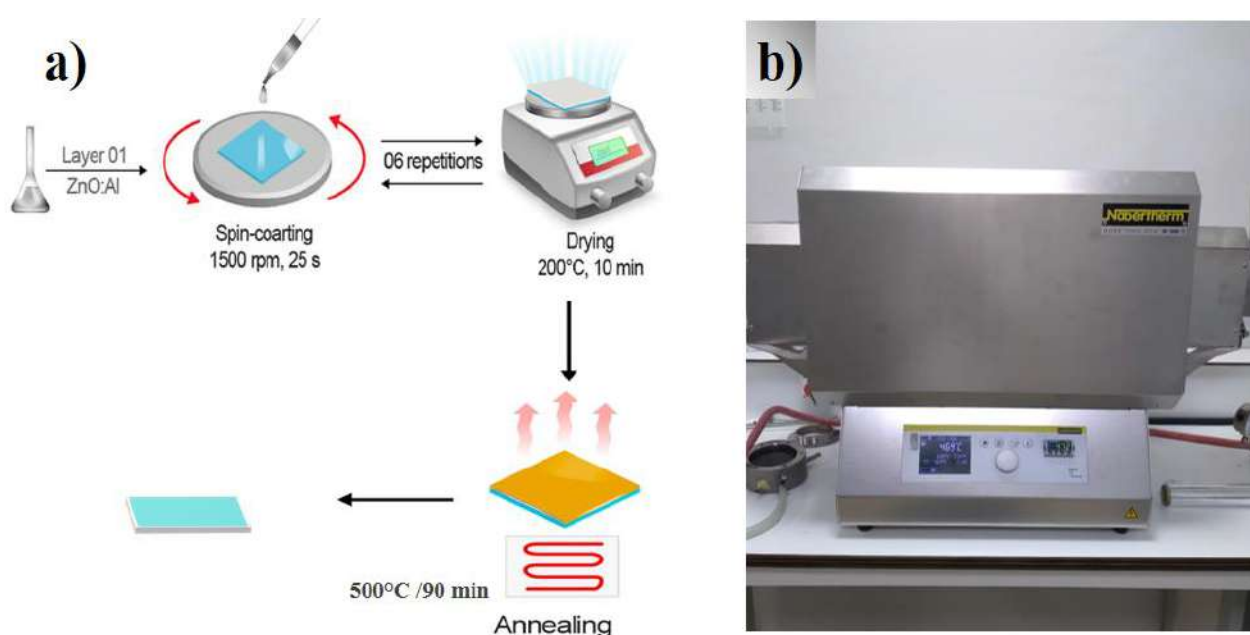 a)
Layer 01
ZnO:Al
06 repetitions
Spin-coarting
1500 rpm, 25 s
Drying
200°C, 10 min
500°C /90 min
Annealing
b)
Nabertherm